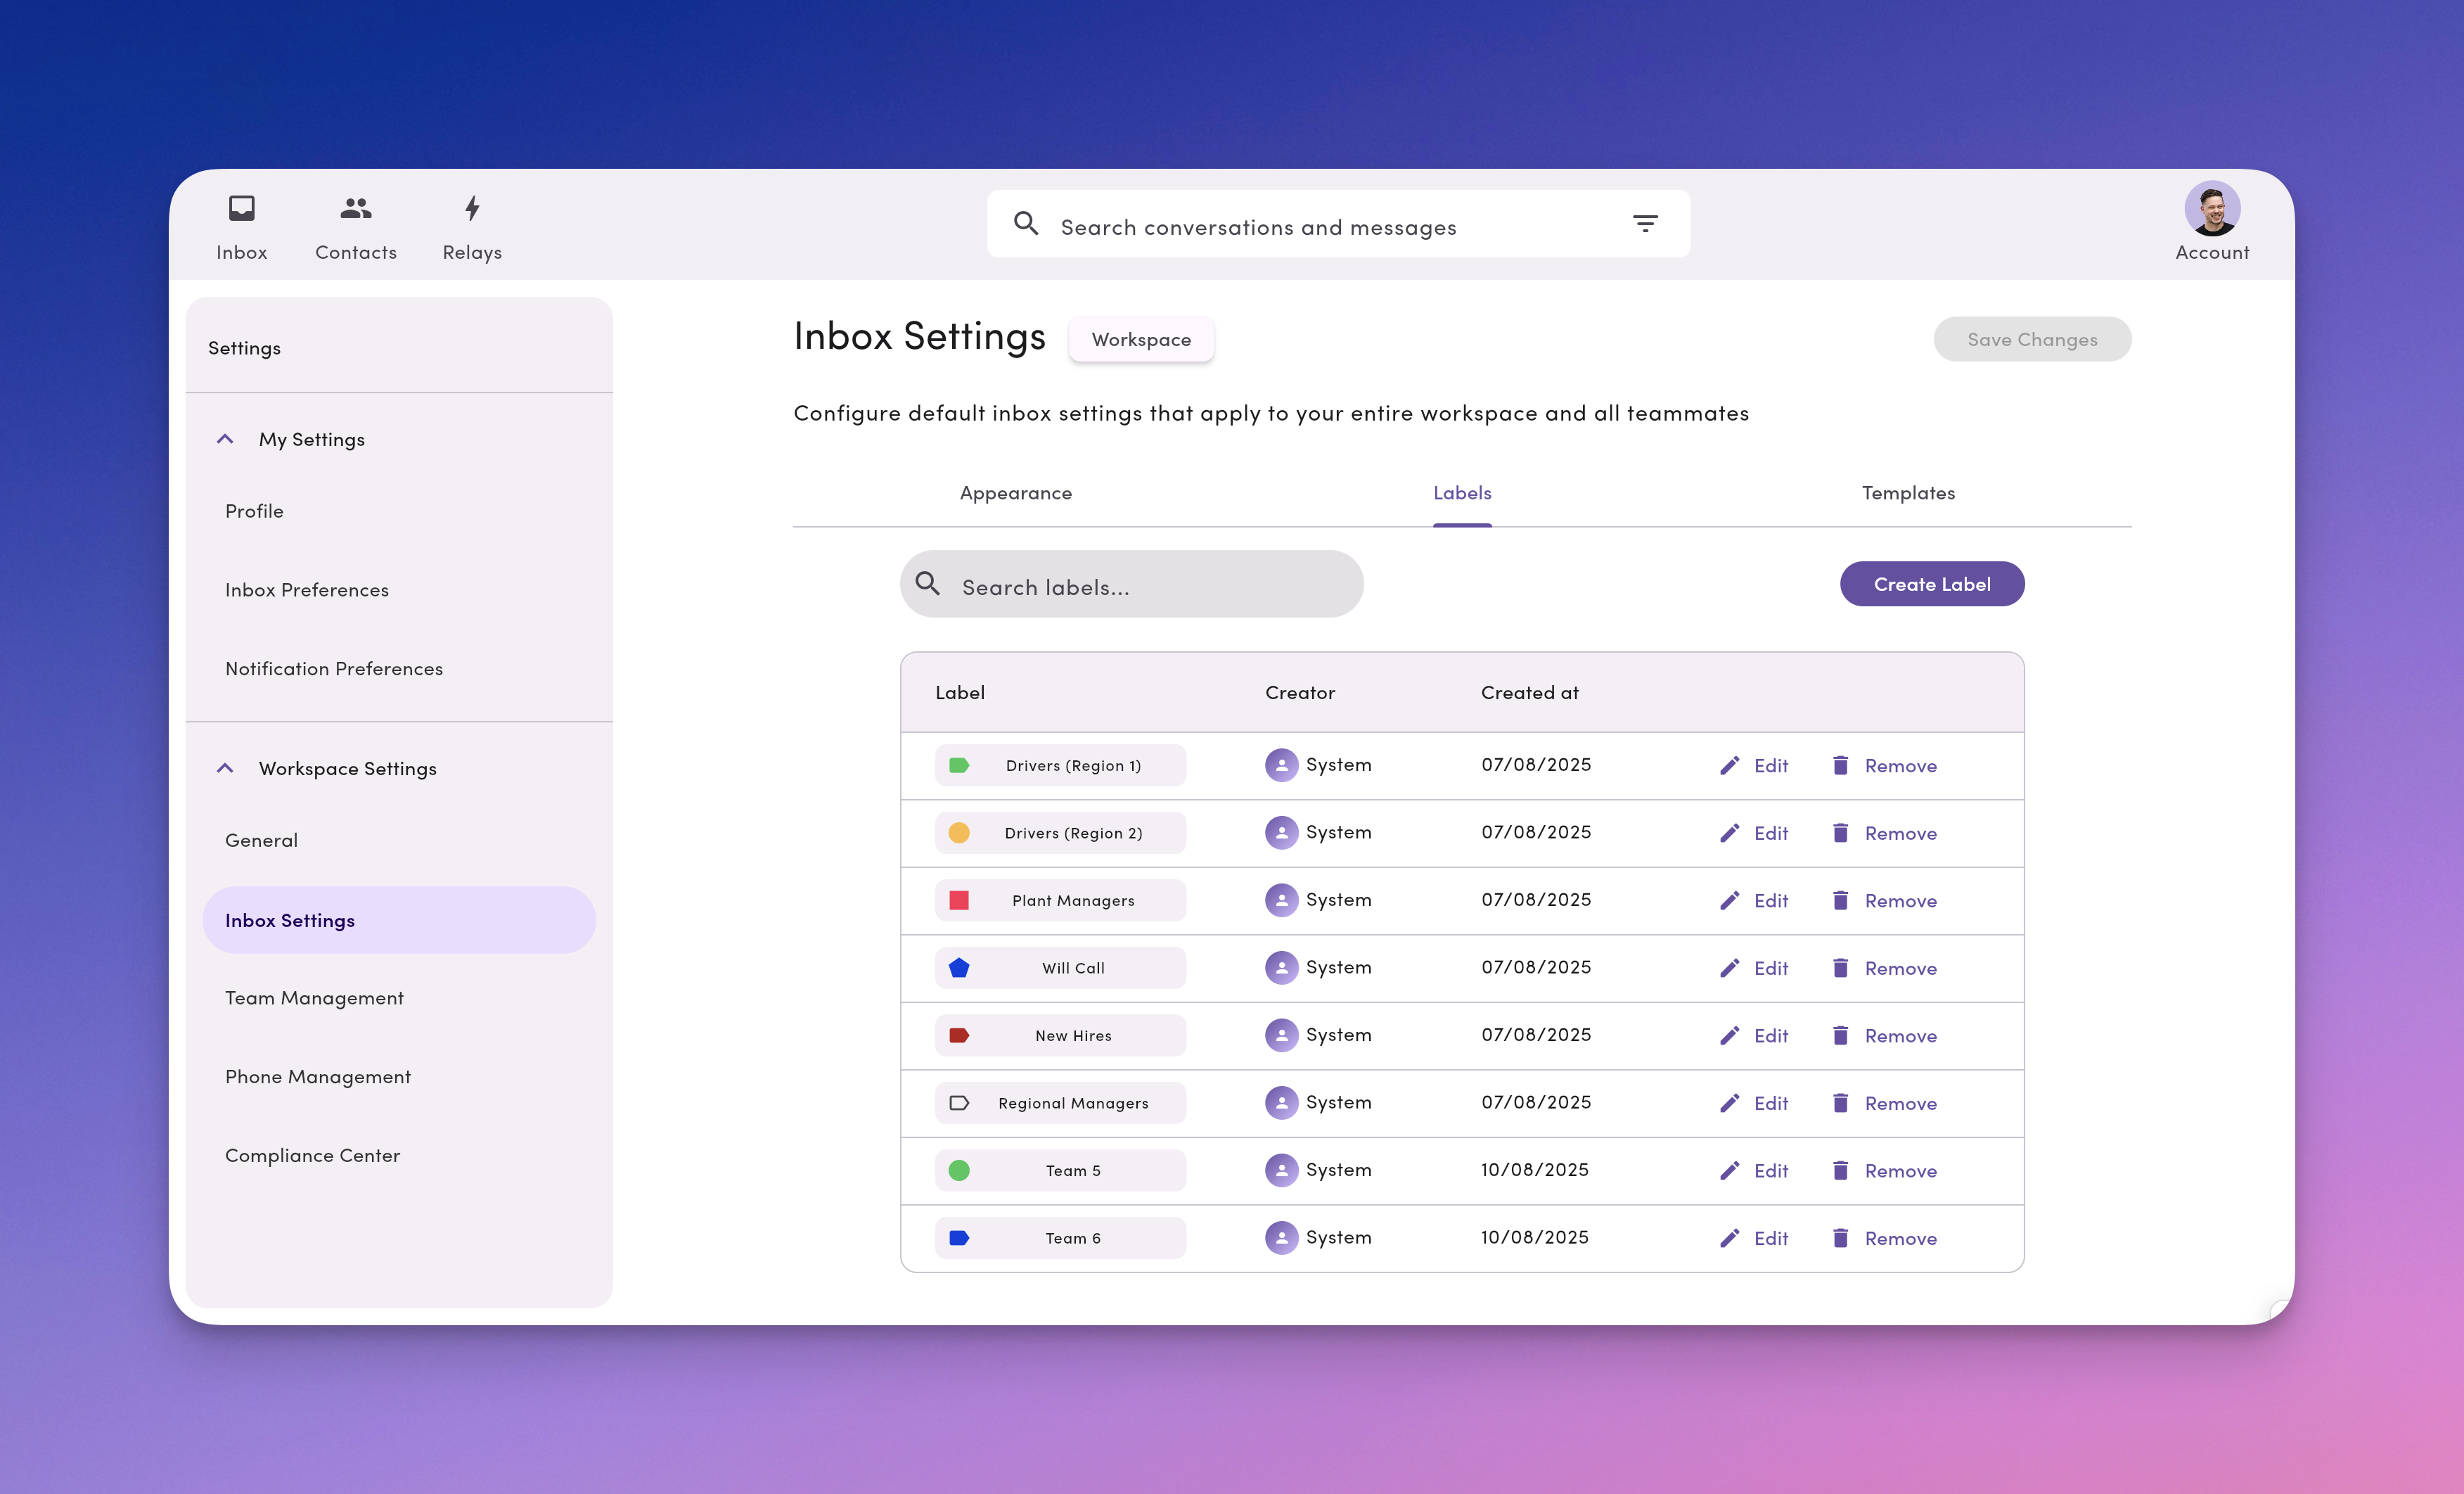 Inbox
Contacts
Relays
Search conversations and messages
Account
Settings
My Settings
Profile
Inbox Preferences
Notification Preferences
Workspace Settings
General
Inbox Settings
Team Management
Phone Management
Compliance Center
Inbox Settings
Workspace
Save Changes
Configure default inbox settings that apply to your entire workspace and all teammates
Appearance
Labels
Templates
Search labels...
Create Label
Label Creator Created at
Drivers (Region 1) System 07/08/2025 Edit Remove
Drivers (Region 2) System 07/08/2025 Edit Remove
Plant Managers System 07/08/2025 Edit Remove
Will Call System 07/08/2025 Edit Remove
New Hires System 07/08/2025 Edit Remove
Regional Managers System 07/08/2025 Edit Remove
Team 5 System 10/08/2025 Edit Remove
Team 6 System 10/08/2025 Edit Remove